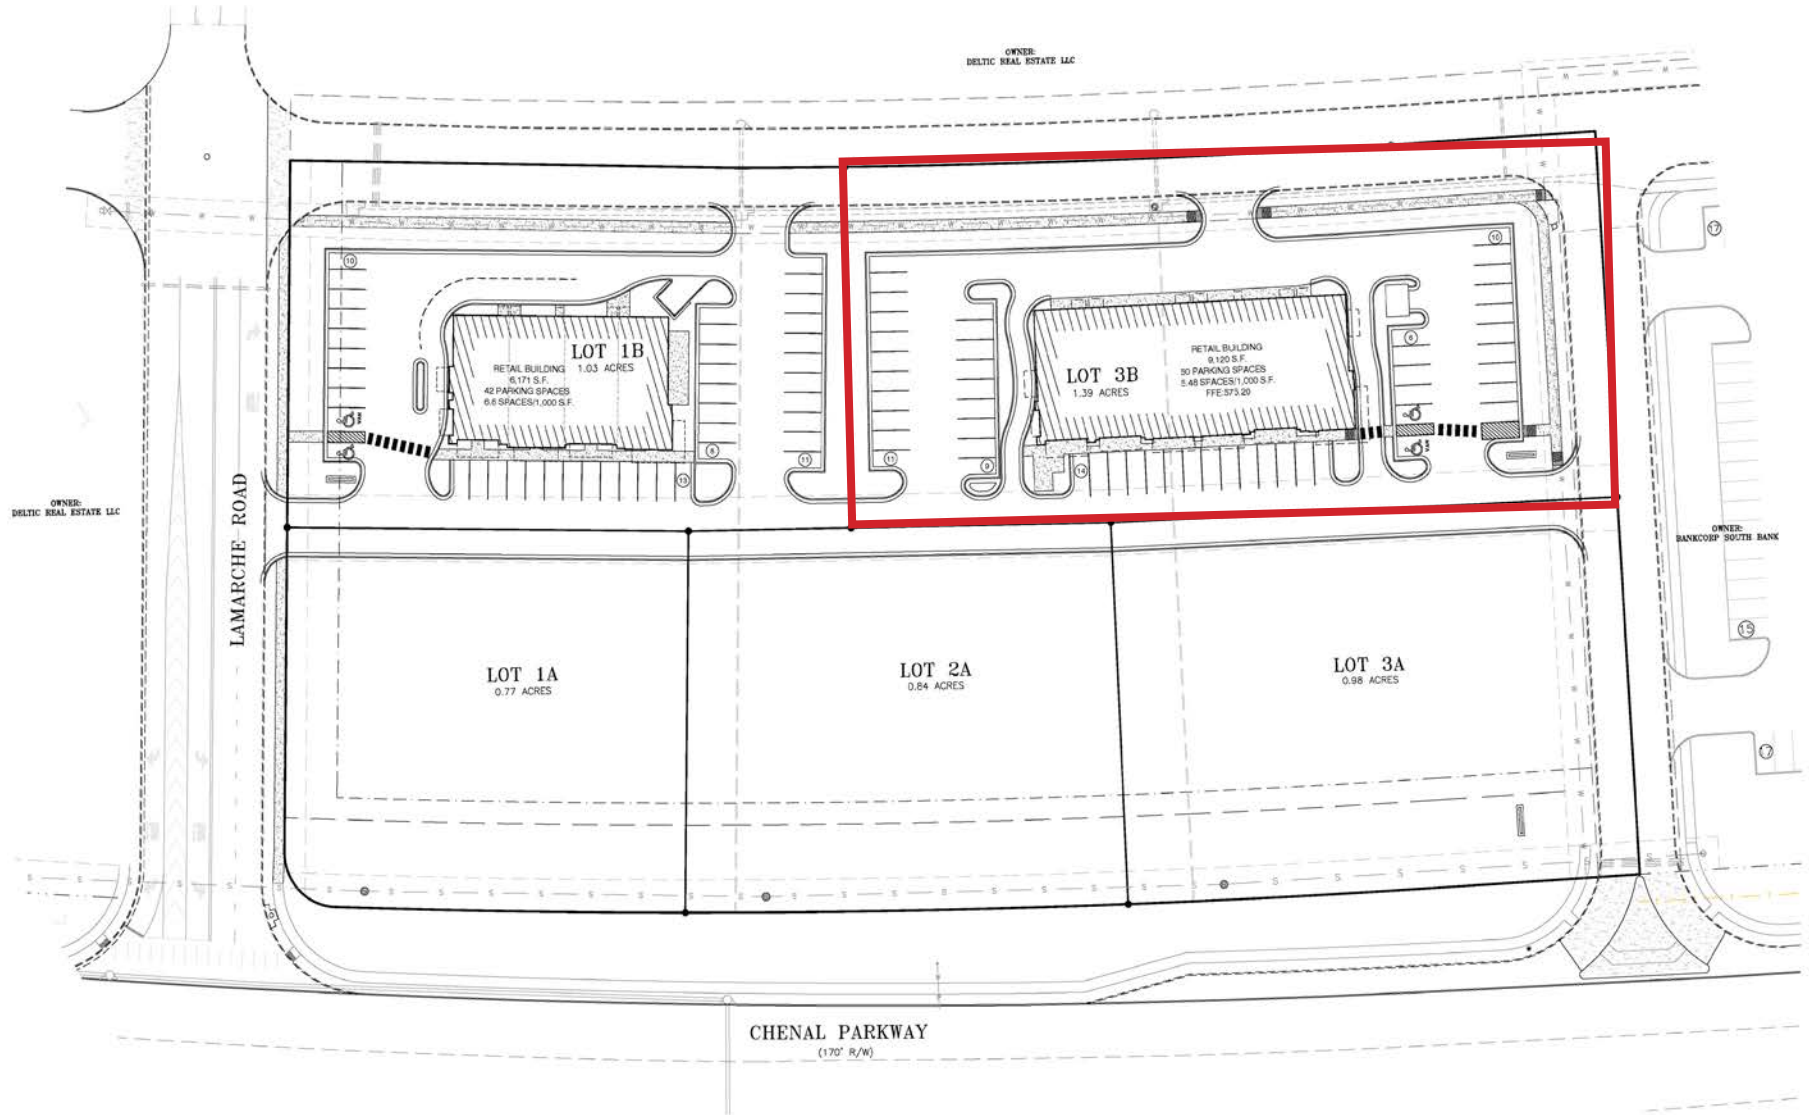 OWNER:
DELTIC REAL ESTATE LLC
17
10
10
LOT 1B
1.03 ACRES
RETAIL BUILDING
6,171 S.F.
42 PARKING SPACES
6.8 SPACES/1,000 S.F.
LOT 3B
1.39 ACRES
RETAIL BUILDING
9,120 S.F.
50 PARKING SPACES
5.48 SPACES/1,000 S.F.
FFE:573.20
6
VAN
VAN
8
11
11
9
14
13
LAMARCHE ROAD
OWNER:
DELTIC REAL ESTATE LLC
OWNER:
BANKCORP SOUTH BANK
15
LOT 1A
0.77 ACRES
LOT 2A
0.84 ACRES
LOT 3A
0.98 ACRES
17
CHENAL PARKWAY
(170' R/W)